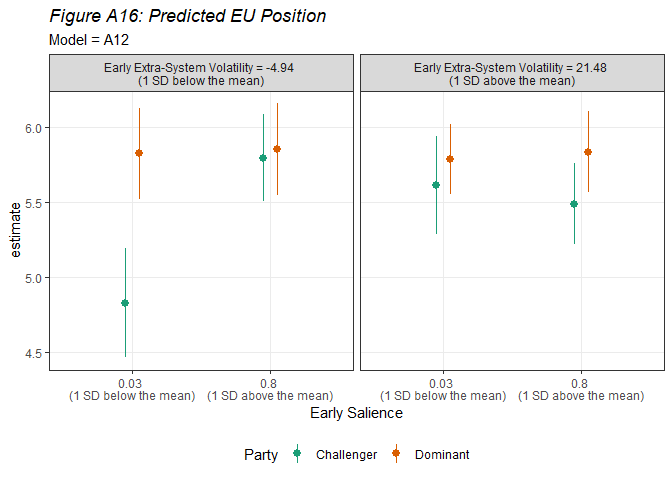 Figure A16: Predicted EU Position
Model = A12
Early Extra-System Volatility = -4.94
(1 SD below the mean)
Early Extra-System Volatility = 21.48
(1 SD above the mean)
estimate
6.0
5.5
5.0
4.5
0.03
(1 SD below the mean)
0.8
(1 SD above the mean)
0.03
(1 SD below the mean)
0.8
(1 SD above the mean)
Early Salience
Party
Challenger
Dominant